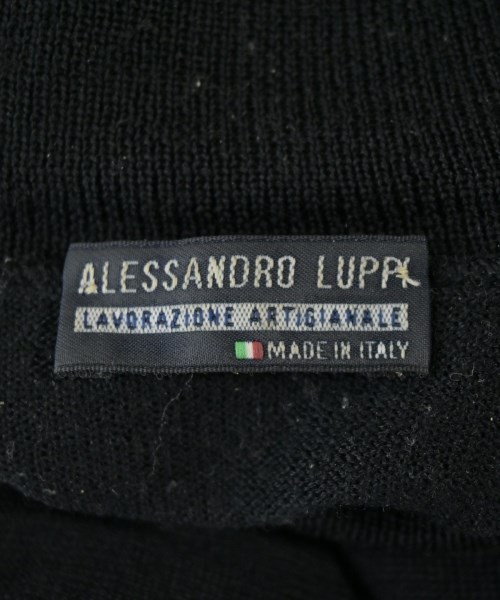 ALESSANDRO LUPPI
LAVORAZIONE ARTIGIANALE
MADE IN ITALY